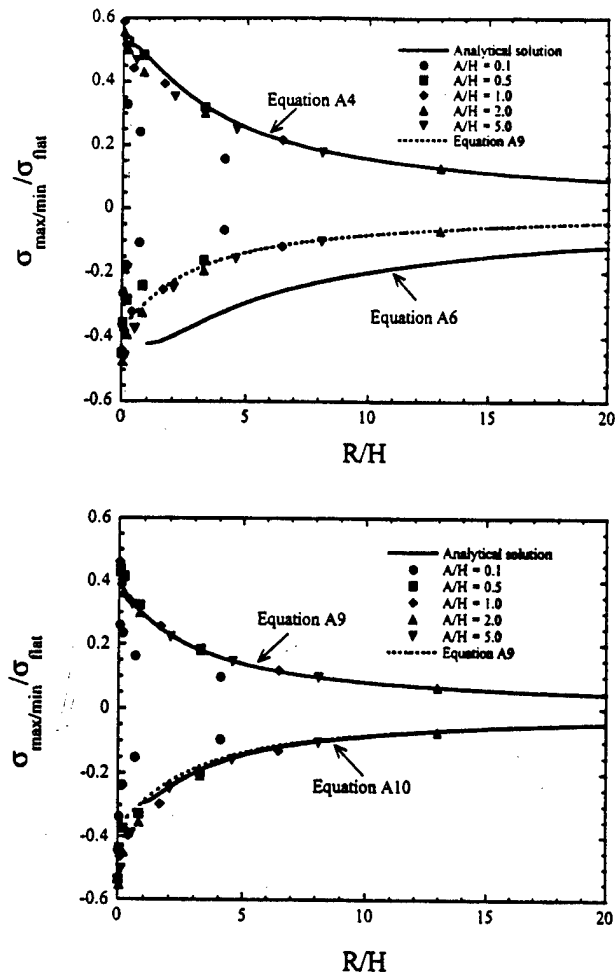 0.6
0.4
0.2
0
-0.2
-0.4
-0.6
σmax/min/σflat
Analytical solution
A/H = 0.1
A/H = 0.5
A/H = 1.0
A/H = 2.0
A/H = 5.0
Equation A9
Equation A4
Equation A6
0 5 10 15 20
R/H
0.6
0.4
0.2
0
-0.2
-0.4
-0.6
σmax/min/σflat
Analytical solution
A/H = 0.1
A/H = 0.5
A/H = 1.0
A/H = 2.0
A/H = 5.0
Equation A9
Equation A9
Equation A10
0 5 10 15 20
R/H